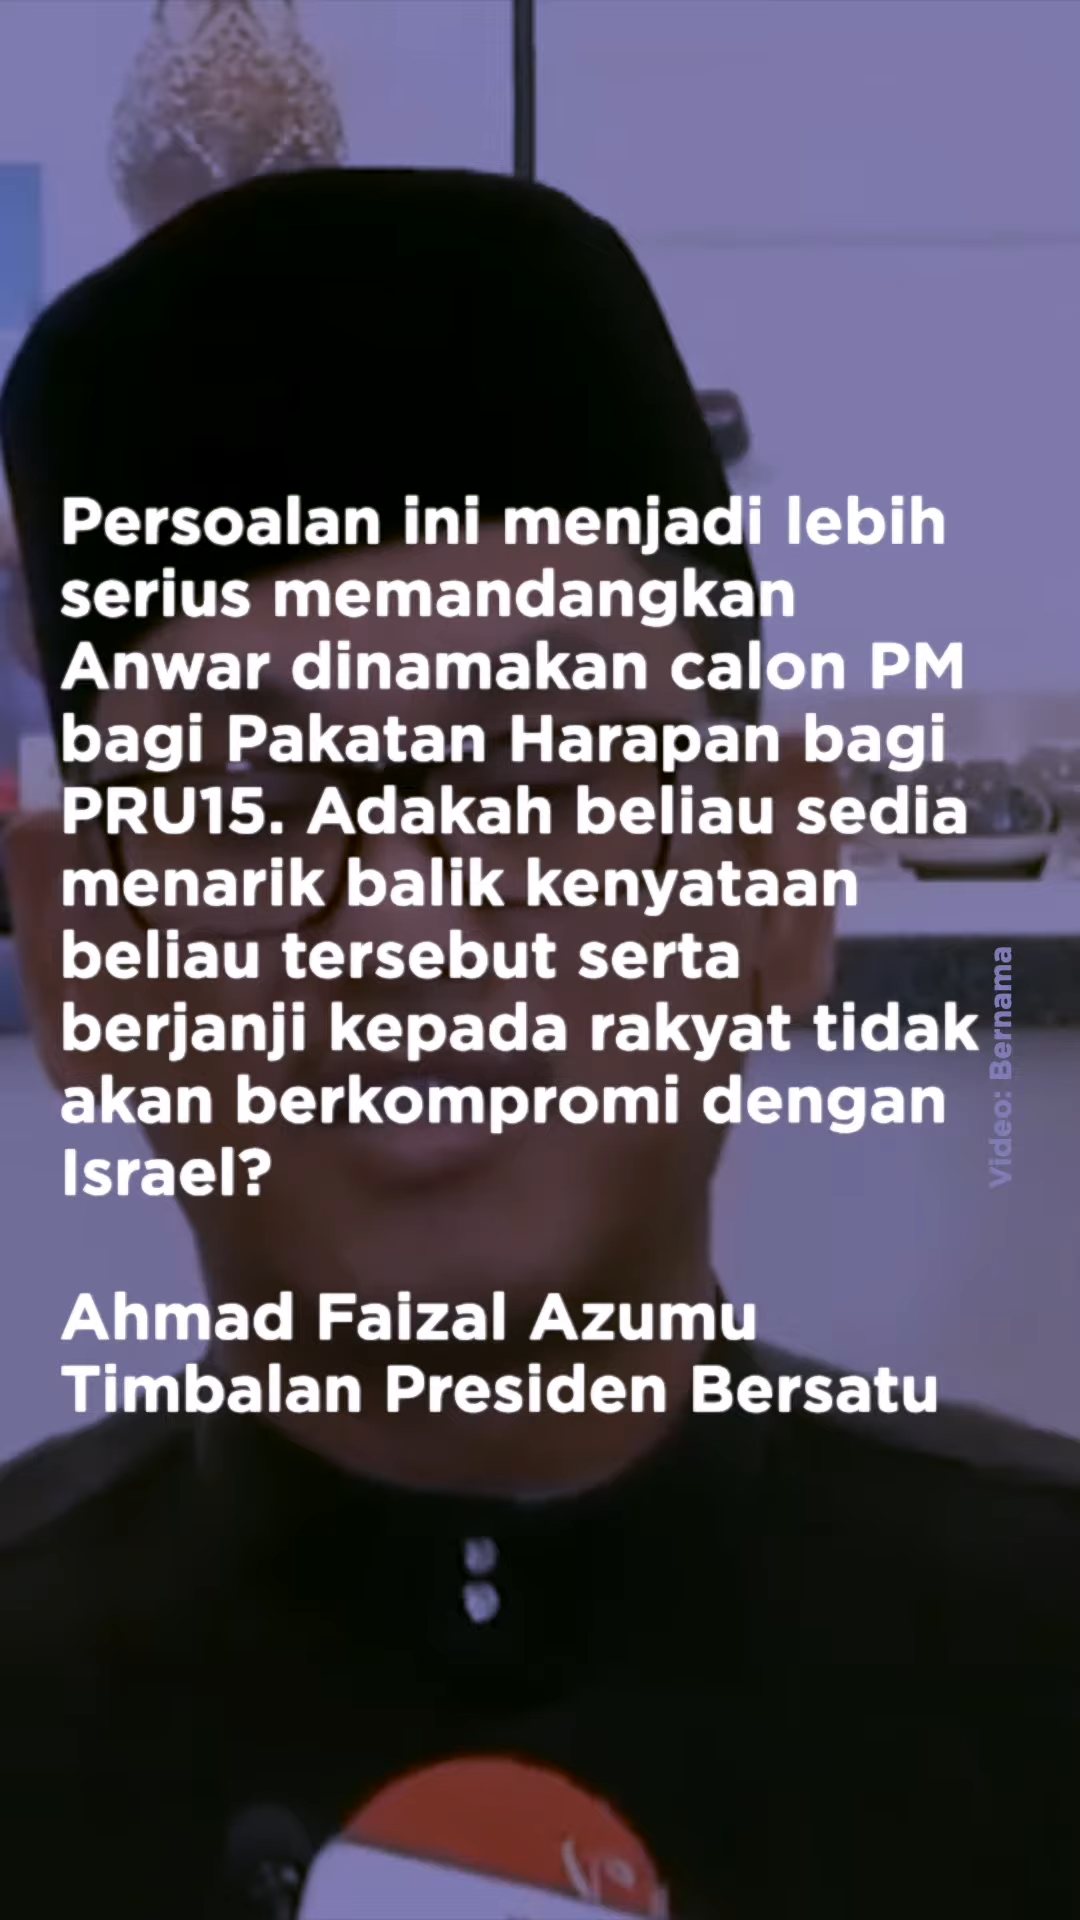 Persoalan ini menjadi lebih
serius memandangkan
Anwar dinamakan calon PM
bagi Pakatan Harapan bagi
PRU15. Adakah beliau sedia
menarik balik kenyataan
beliau tersebut serta
berjanji kepada rakyat tidak
akan berkompromi dengan
Israel?
Ahmad Faizal Azumu
Timbalan Presiden Bersatu
Video: Bernama